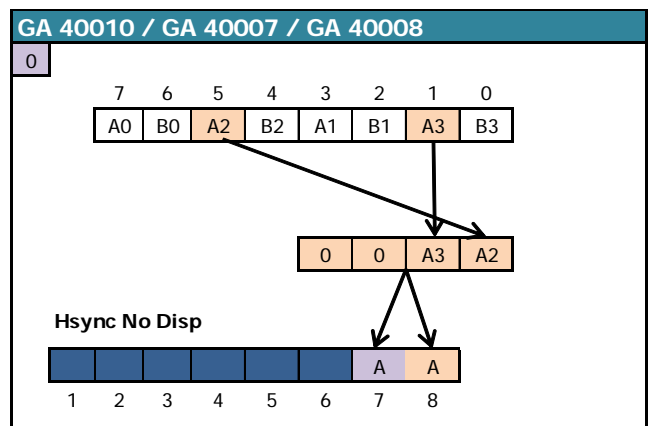 GA 40010 / GA 40007 / GA 40008
0
7 6 5 4 3 2 1 0
A0 B0 A2 B2 A1 B1 A3 B3
0 0 A3 A2
Hsync No Disp
A A
1 2 3 4 5 6 7 8